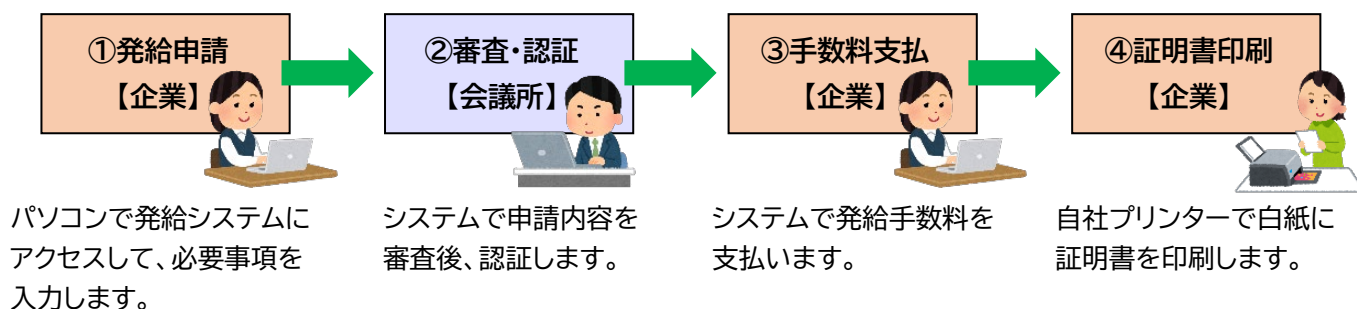 ①発給申請
【企業】
パソコンで発給システムに
アクセスして、必要事項を
入力します。
②審査・認証
【会議所】
システムで申請内容を
審査後、認証します。
③手数料支払
【企業】
システムで発給手数料を
支払います。
④証明書印刷
【企業】
自社プリンターで白紙に
証明書を印刷します。